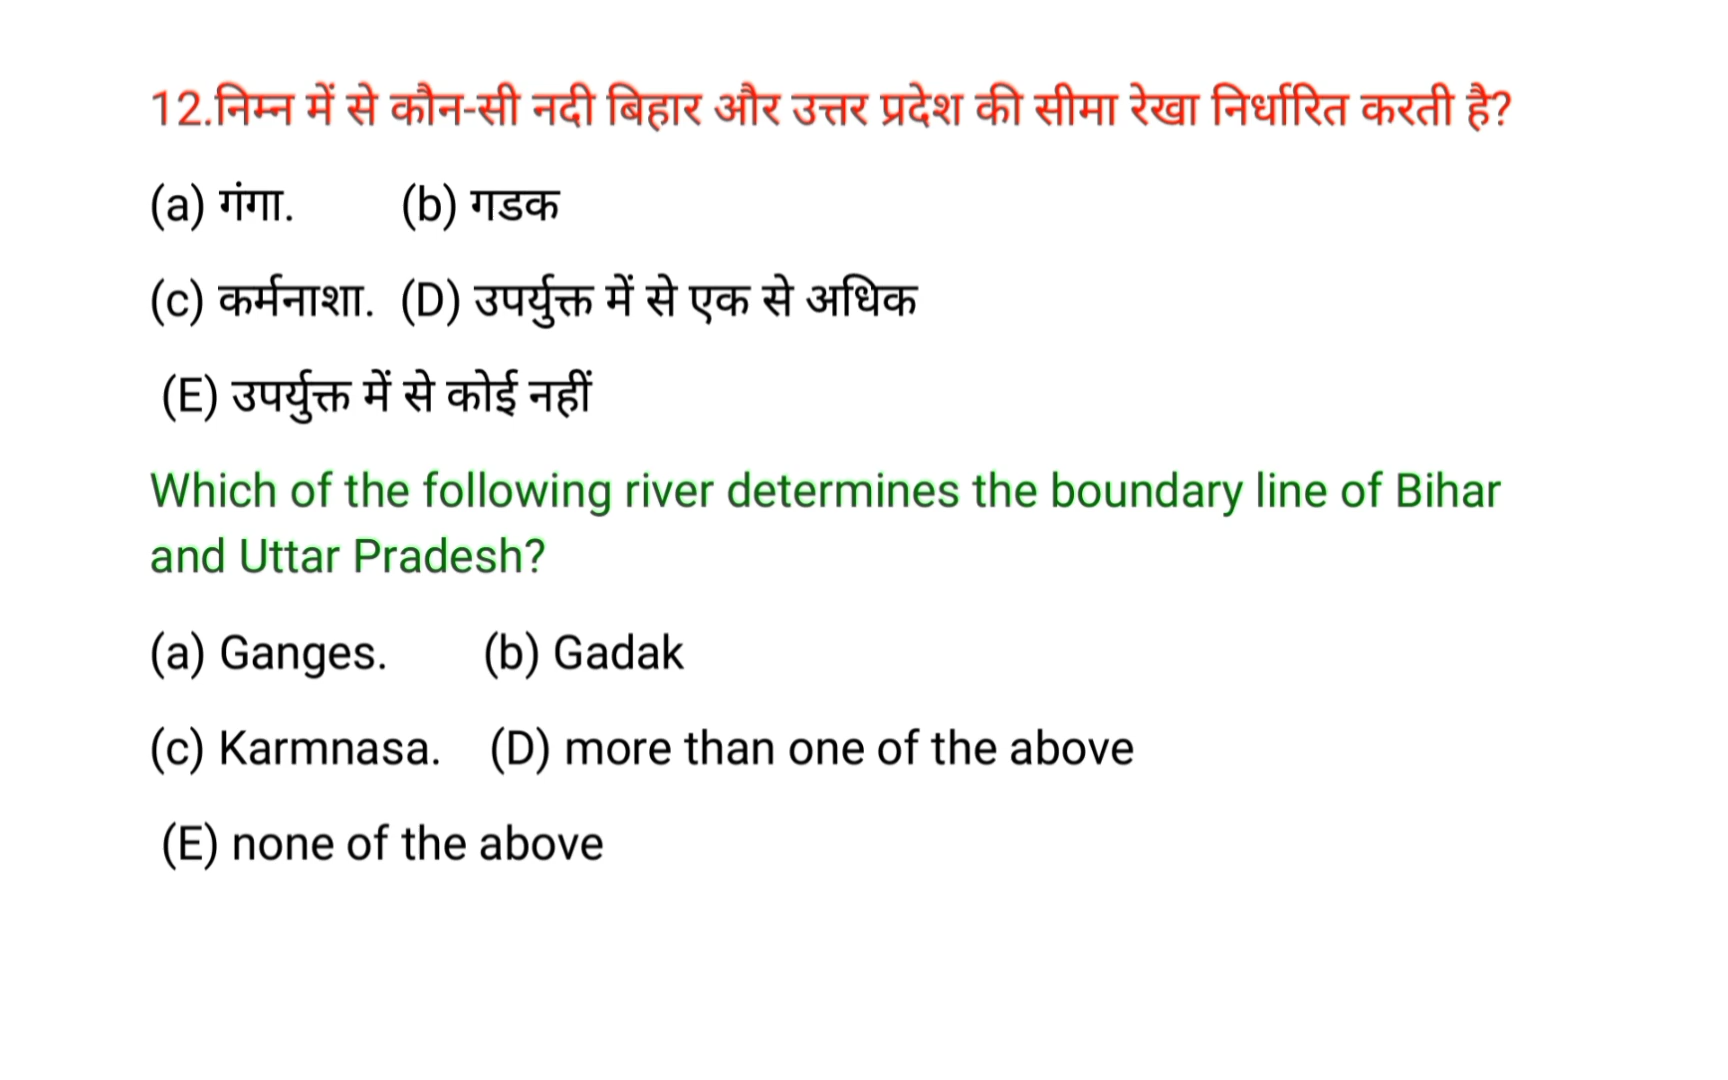 12.निम्न में से कौन-सी नदी बिहार और उत्तर प्रदेश की सीमा रेखा निर्धारित करती है?
(a) गंगा. (b) गडक
(c) कर्मनाशा. (D) उपर्युक्त में से एक से अधिक
(E) उपर्युक्त में से कोई नहीं
Which of the following river determines the boundary line of Bihar
and Uttar Pradesh?
(a) Ganges. (b) Gadak
(c) Karmnasa. (D) more than one of the above
(E) none of the above